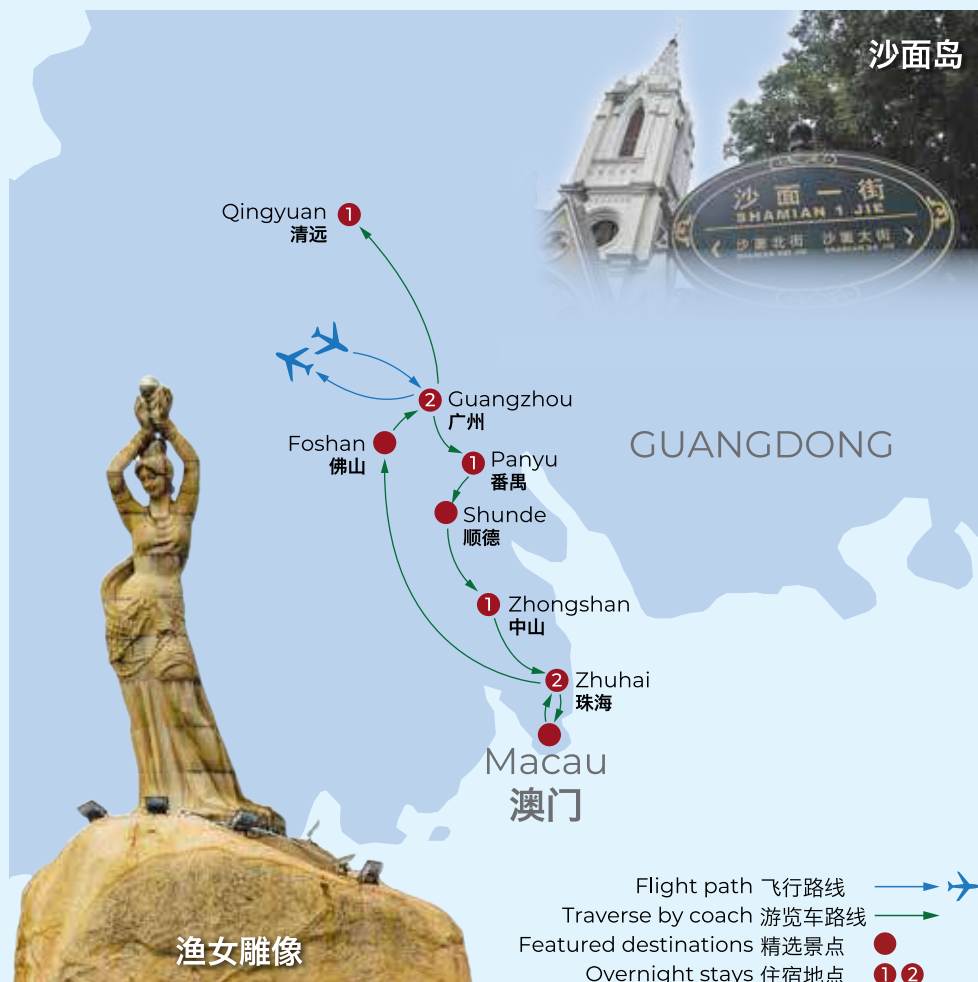 沙面岛
沙面一街
SHAMIAN 1 JIE
沙面北街 沙面大街
Qingyuan 1
清远
2 Guangzhou
广州
Foshan
佛山
GUANGDONG
1 Panyu
番禺
Shunde
顺德
1 Zhongshan
中山
2 Zhuhai
珠海
Macau
澳门
渔女雕像
Flight path 飞行路线
Traverse by coach 游览车路线
Featured destinations 精选景点
Overnight stays 住宿地点 1 2